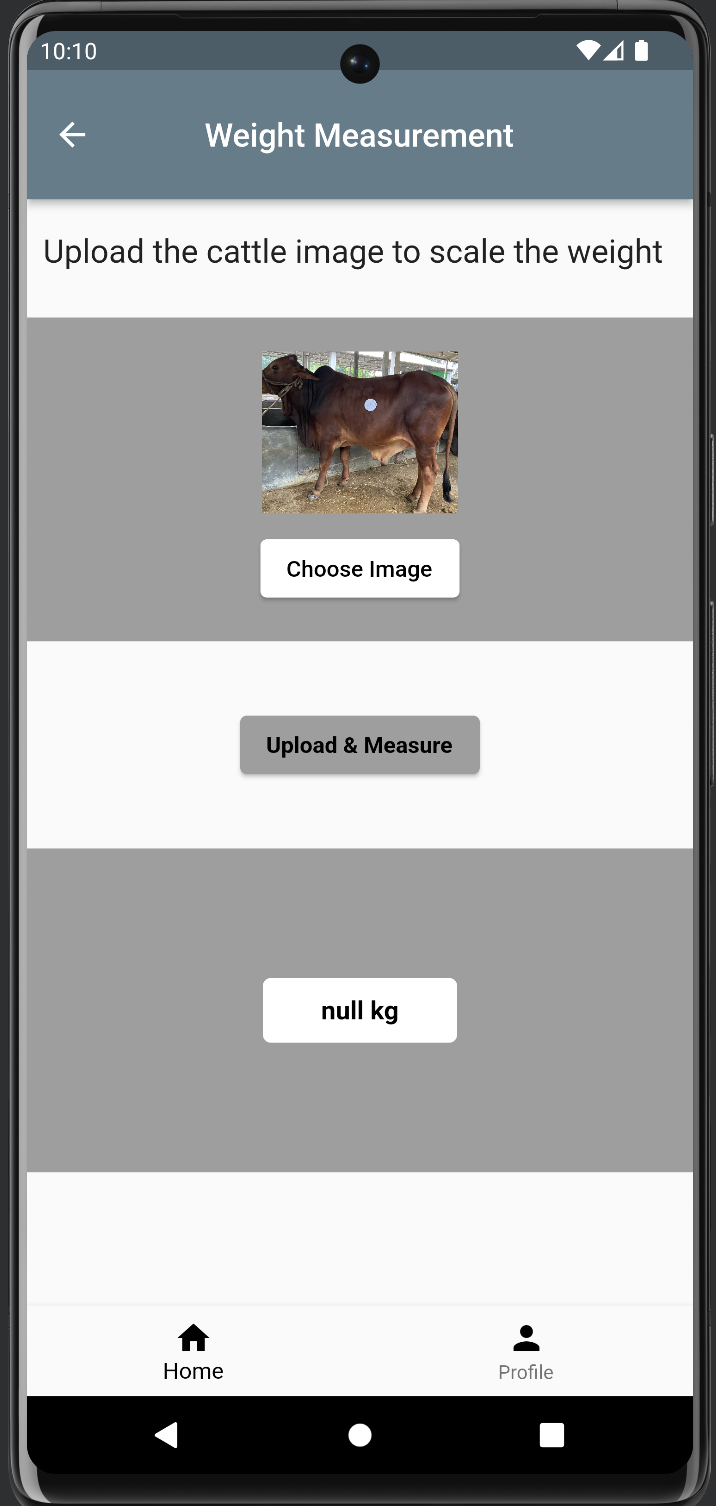 10:10
Weight Measurement
Upload the cattle image to scale the weight
Choose Image
Upload & Measure
null kg
Home
Profile